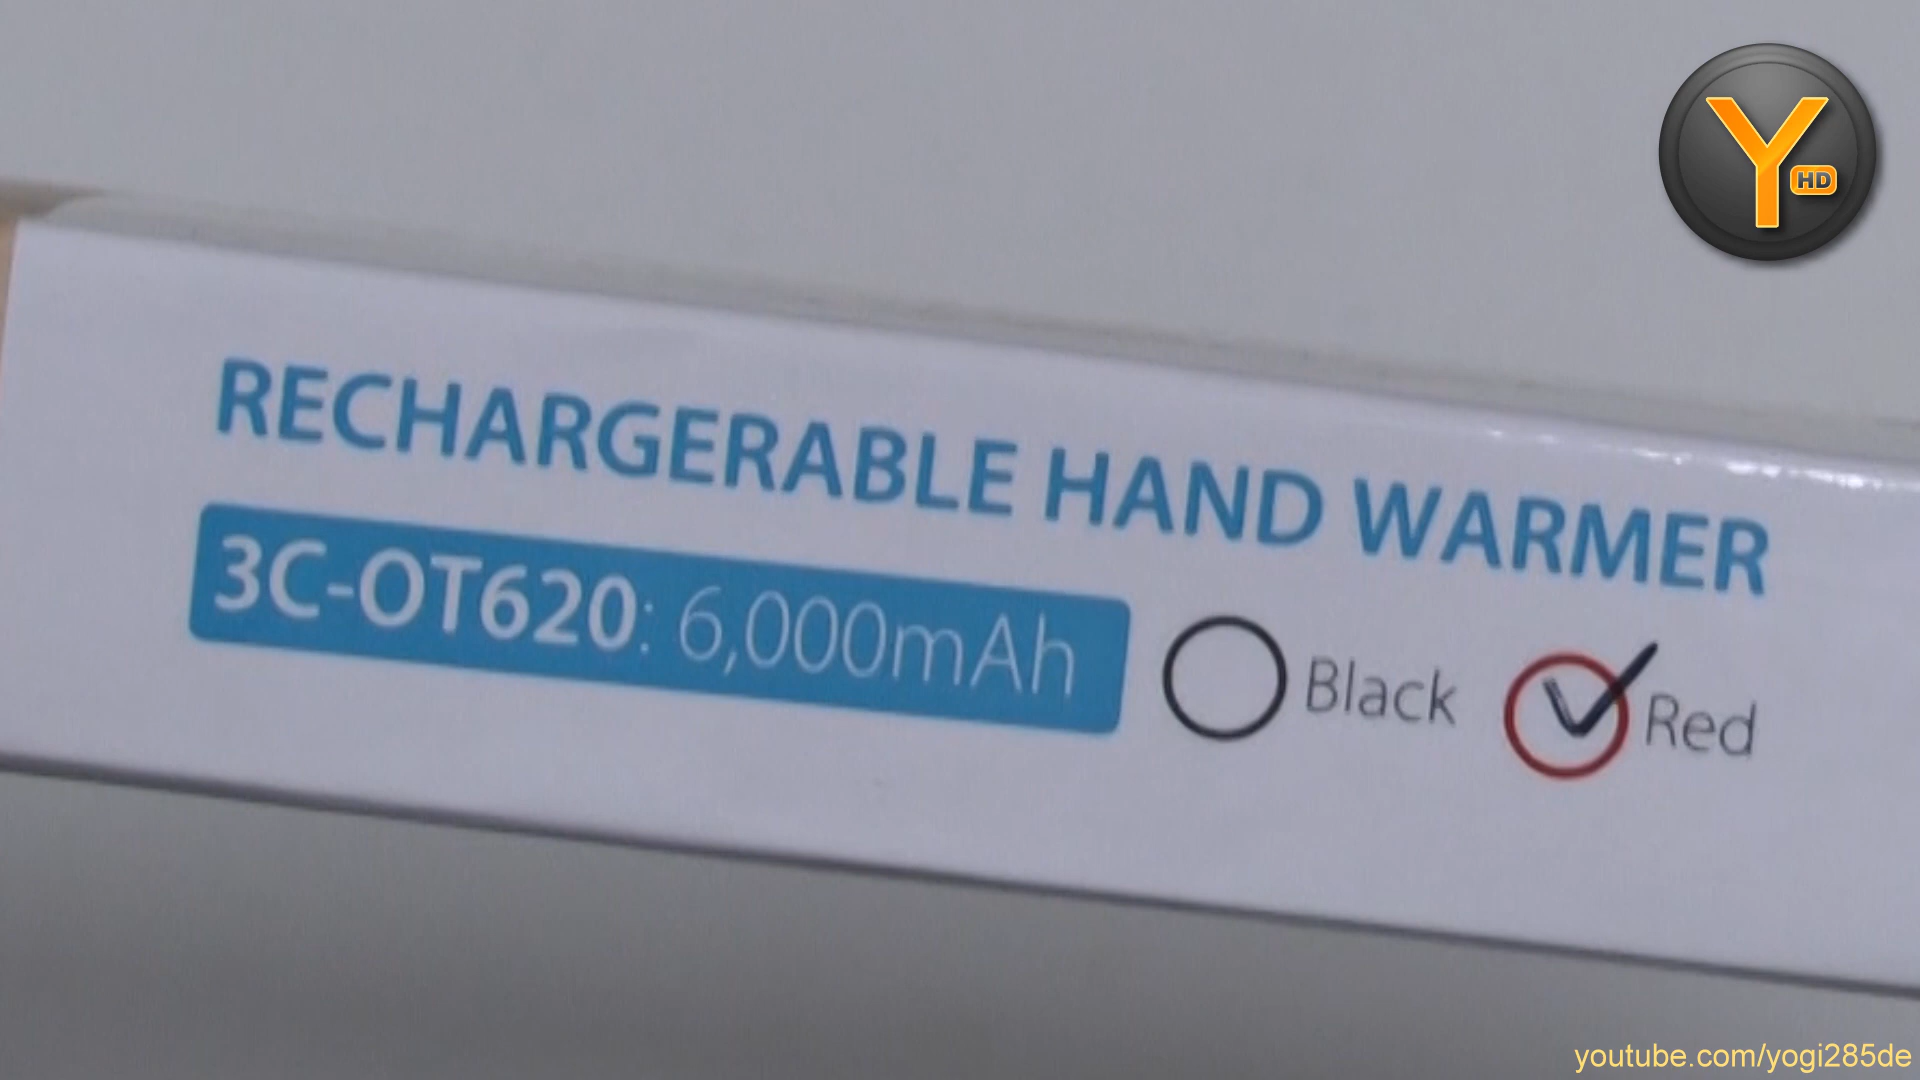 Y HD
RECHARGERABLE HAND WARMER
3C-OT620: 6,000mAh Black Red
youtube.com/yogi285de